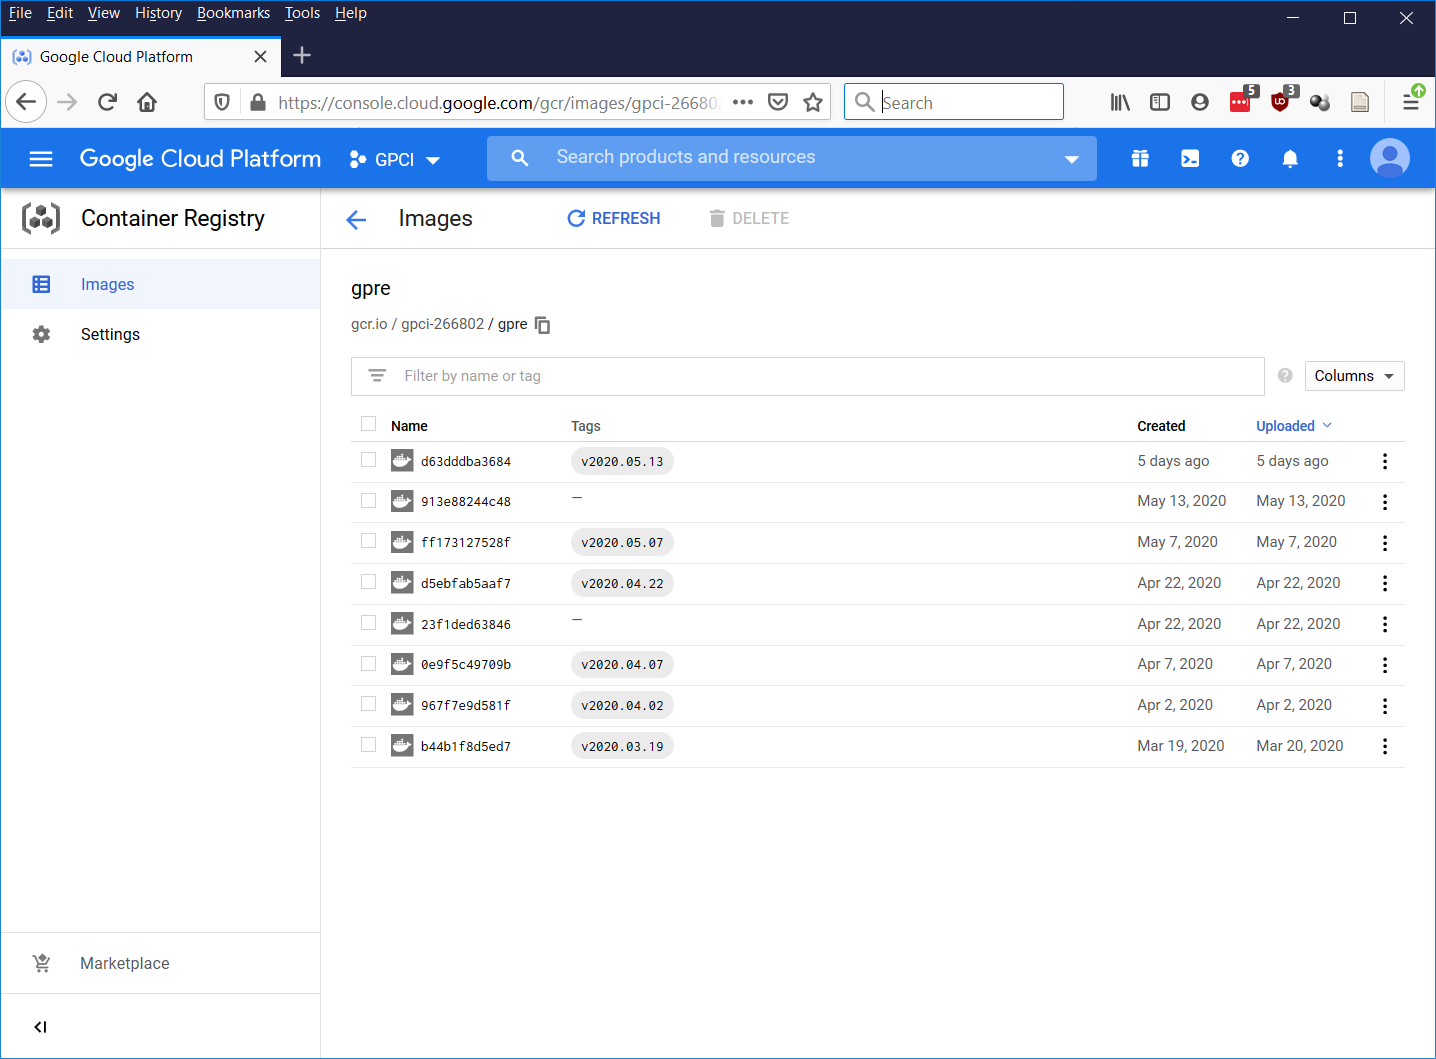 File Edit View History Bookmarks Tools Help
Google Cloud Platform
https://console.cloud.google.com/gcr/images/gpci-26680
Search
5
3
Google Cloud Platform
GPCI
Search products and resources
Container Registry
Images
REFRESH
DELETE
Images
Settings
gpre
gcr.io / gpci-266802 / gpre
Filter by name or tag
Columns
Name Tags Created Uploaded
d63dddba3684 v2020.05.13 5 days ago 5 days ago
913e88244c48 — May 13, 2020 May 13, 2020
ff173127528f v2020.05.07 May 7, 2020 May 7, 2020
d5ebfab5aaf7 v2020.04.22 Apr 22, 2020 Apr 22, 2020
23f1ded63846 — Apr 22, 2020 Apr 22, 2020
0e9f5c49709b v2020.04.07 Apr 7, 2020 Apr 7, 2020
967f7e9d581f v2020.04.02 Apr 2, 2020 Apr 2, 2020
b44b1f8d5ed7 v2020.03.19 Mar 19, 2020 Mar 20, 2020
Marketplace